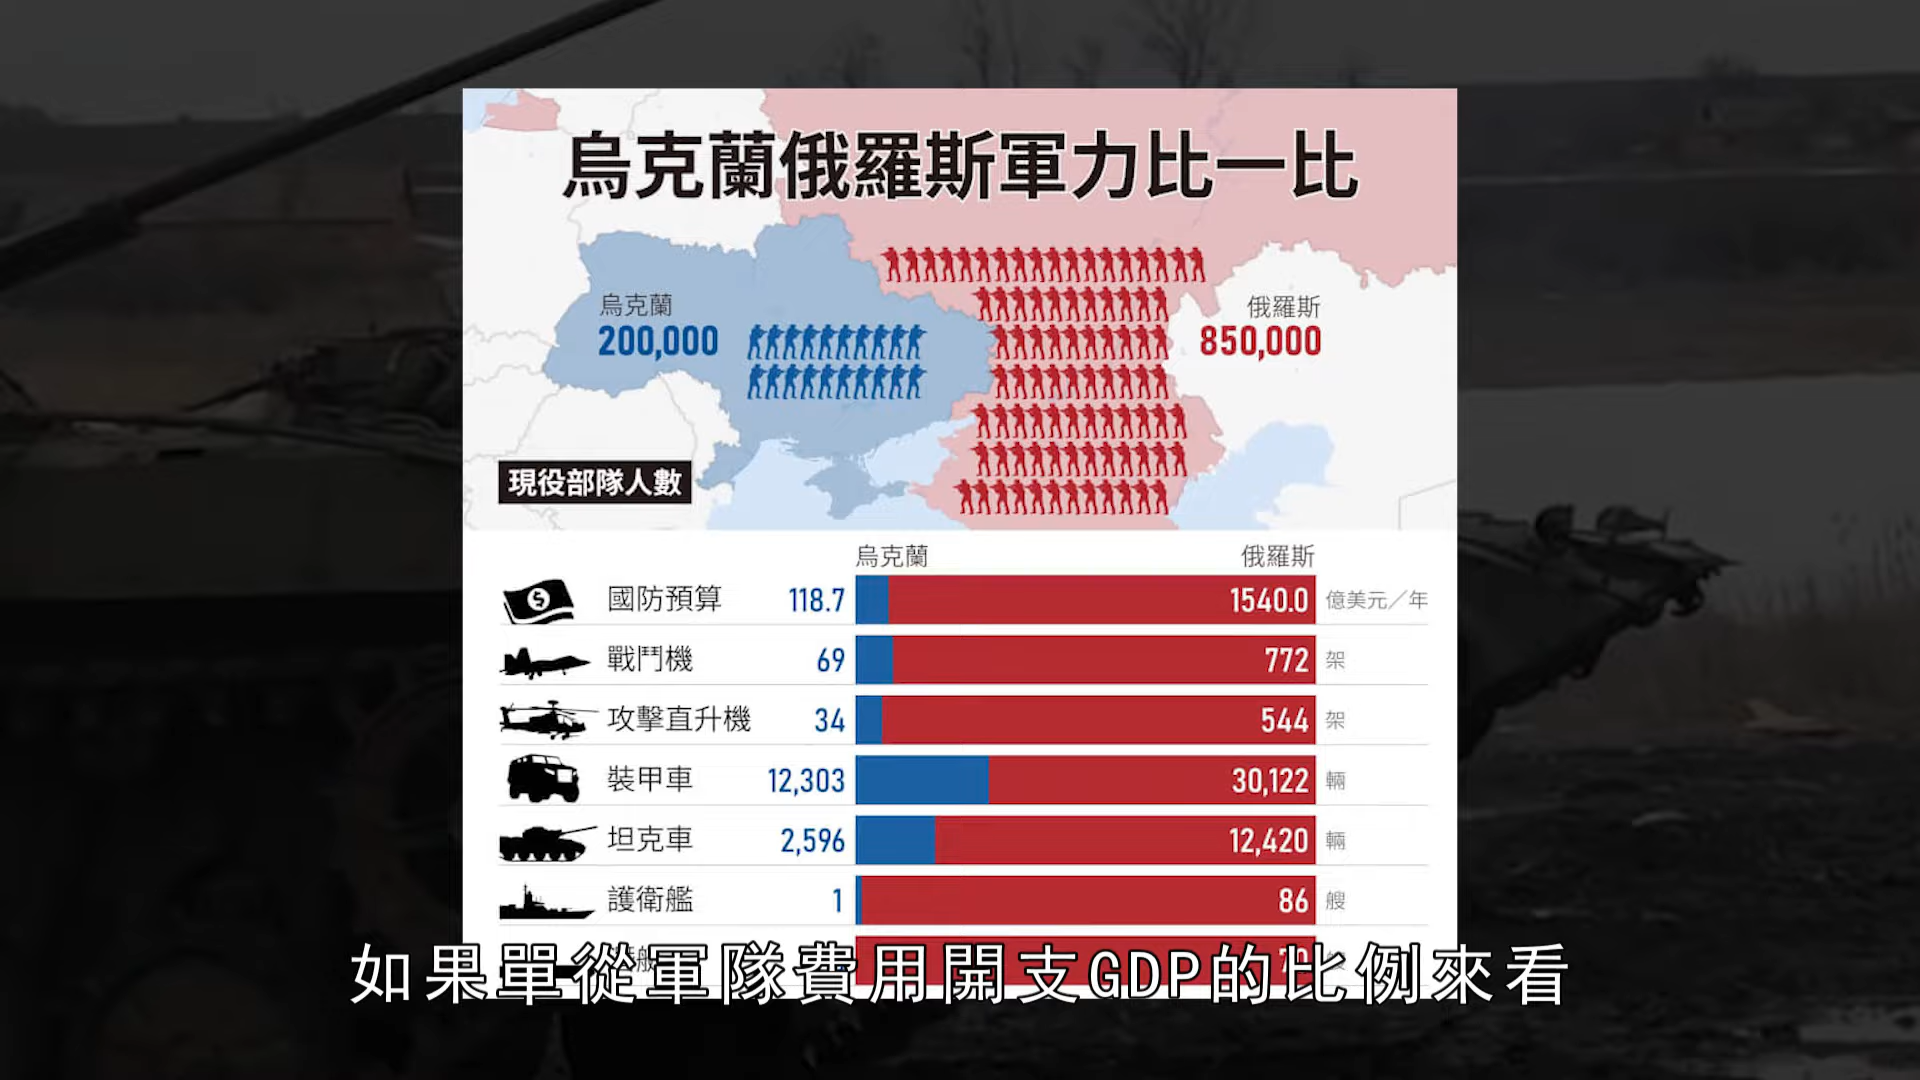 烏克蘭俄羅斯軍力比一比
烏克蘭
200,000
俄羅斯
850,000
現役部隊人數
烏克蘭 俄羅斯
國防預算 118.7 1540.0 億美元／年
戰鬥機 69 772 架
攻擊直升機 34 544 架
裝甲車 12,303 30,122 輛
坦克車 2,596 12,420 輛
護衛艦 1 86 艘
如果單從軍隊費用開支GDP的比例來看